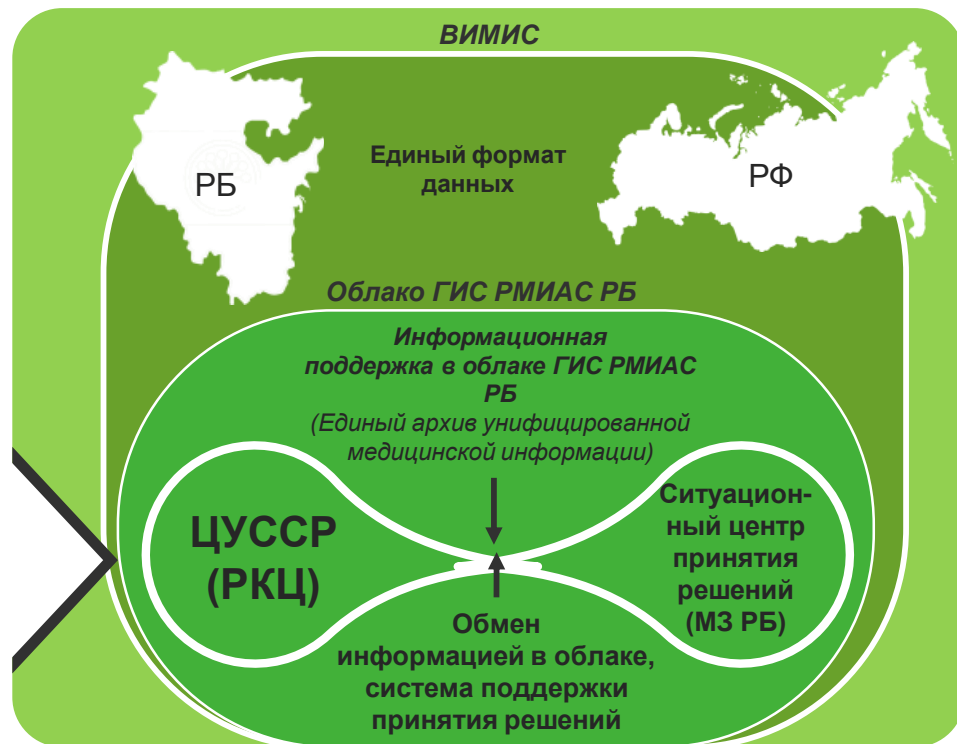 ВИМИС
РБ
Единый формат
данных
РФ
Облако ГИС РМИАС РБ
Информационная
поддержка в облаке ГИС РМИАС
РБ
(Единый архив унифицированной
медицинской информации)
ЦУССР
(РКЦ)
Ситуацион-
ный центр
принятия
решений
(МЗ РБ)
Обмен
информацией в облаке,
система поддержки
принятия решений